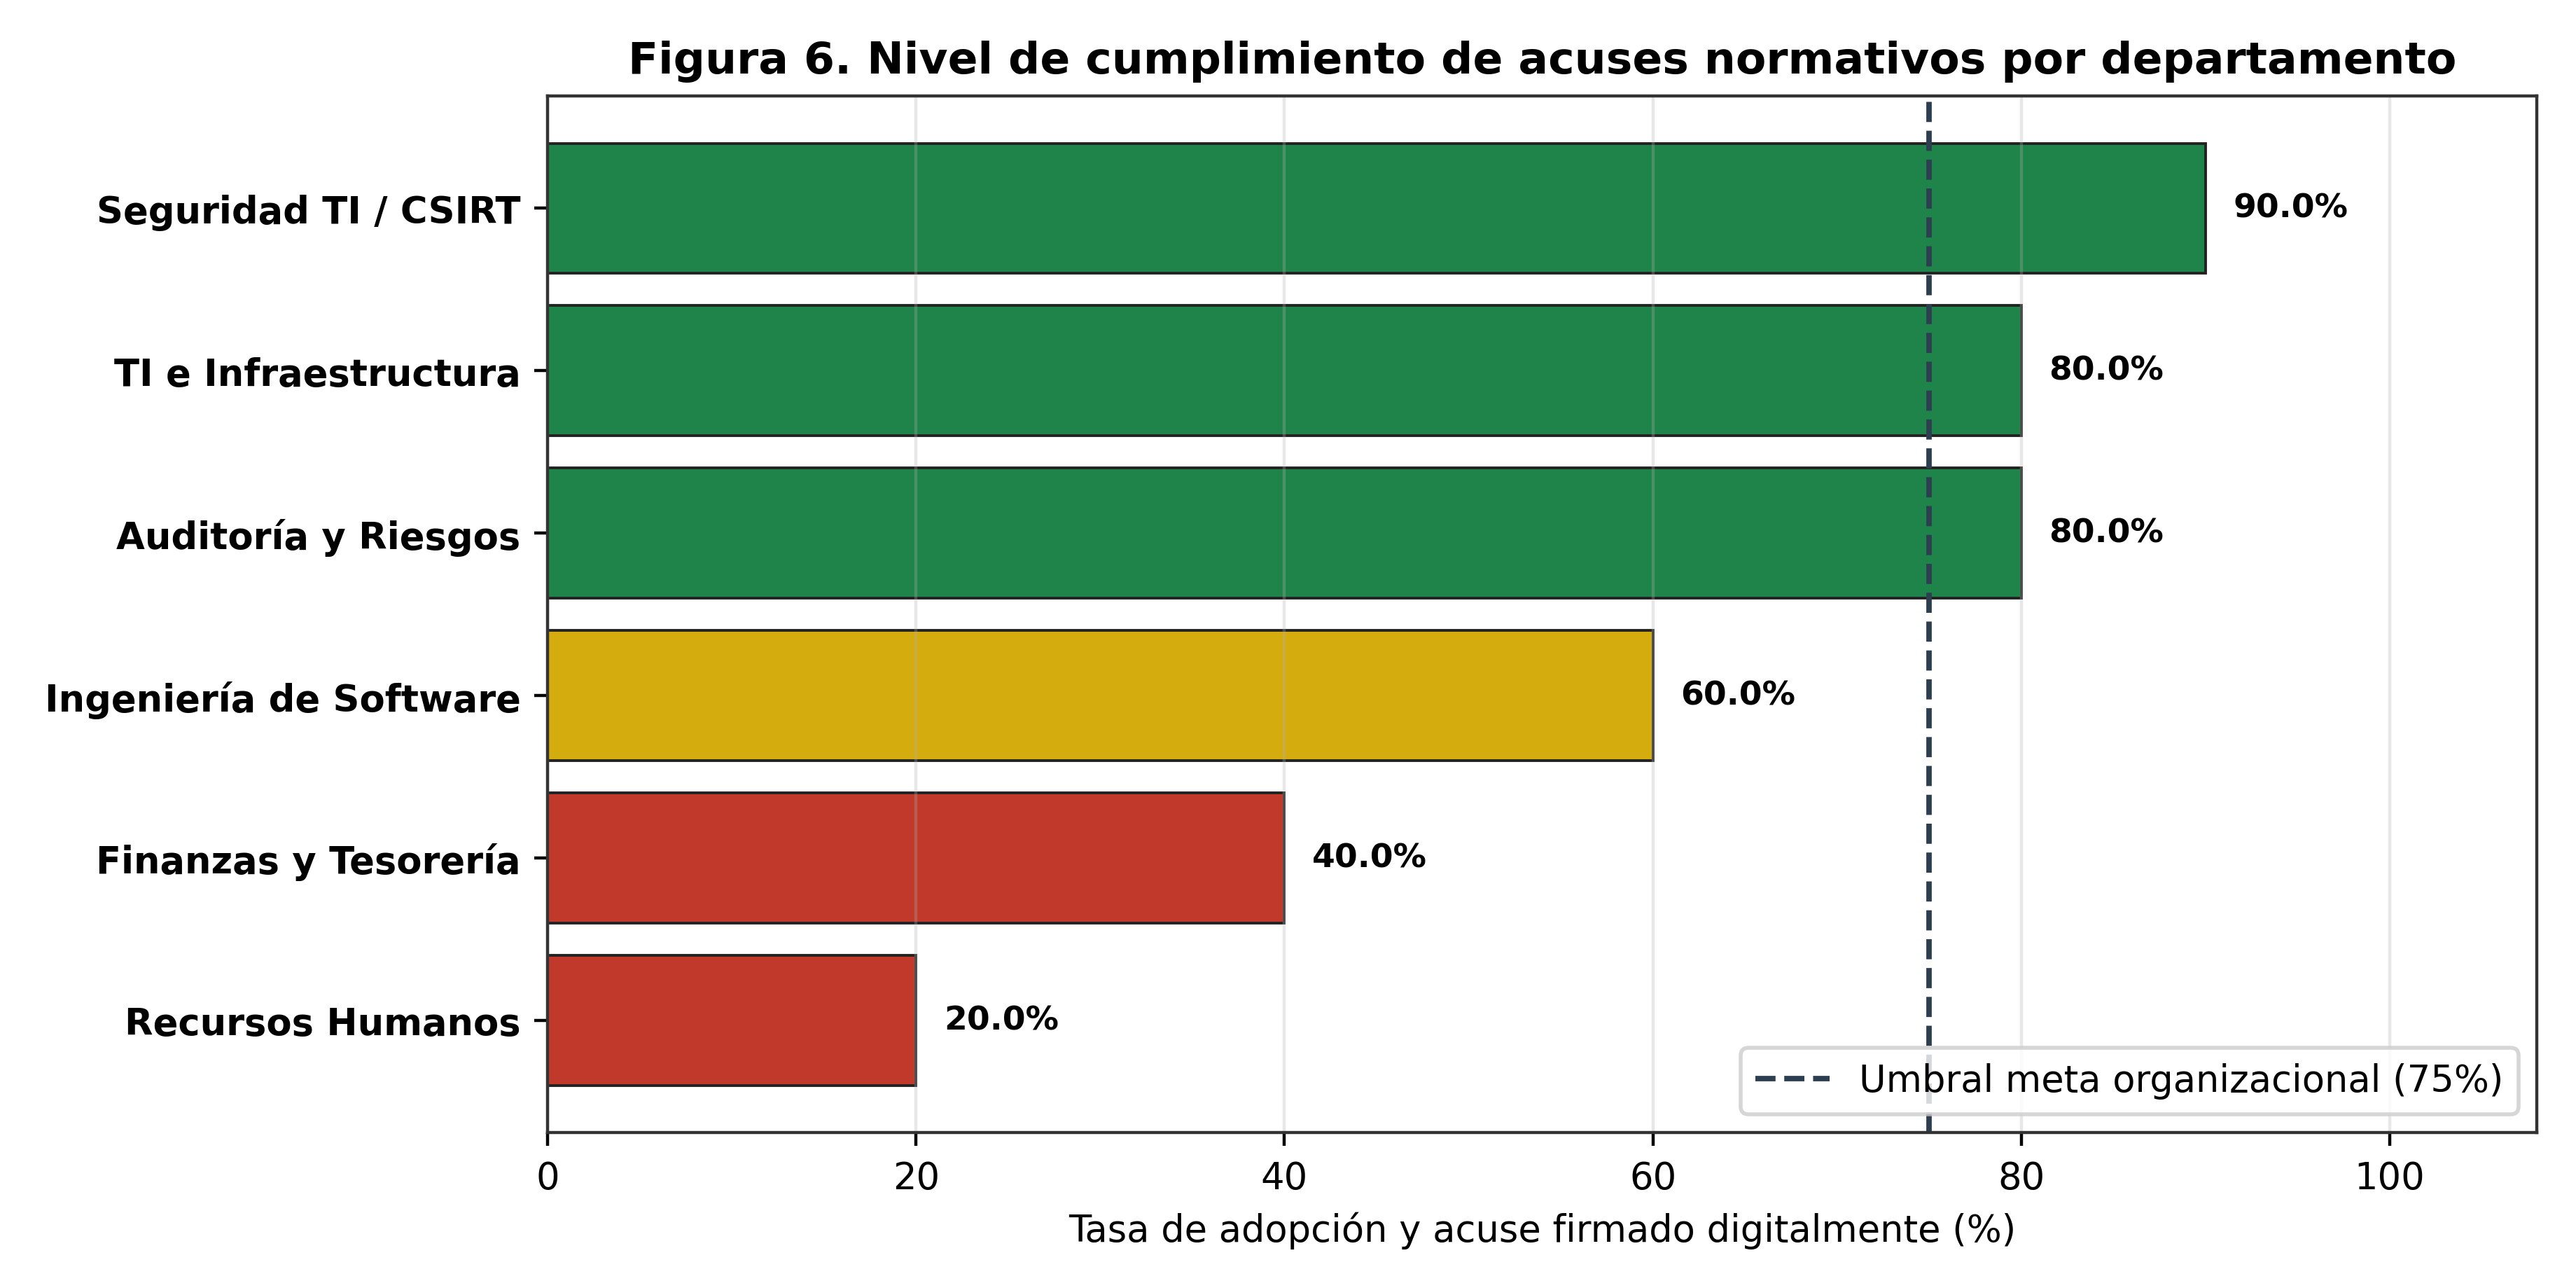 Figura 6. Nivel de cumplimiento de acuses normativos por departamento
Seguridad TI / CSIRT
90.0%
TI e Infraestructura
80.0%
Auditoría y Riesgos
80.0%
Ingeniería de Software
60.0%
Finanzas y Tesorería
40.0%
Recursos Humanos
20.0%
Umbral meta organizacional (75%)
0 20 40 60 80 100
Tasa de adopción y acuse firmado digitalmente (%)